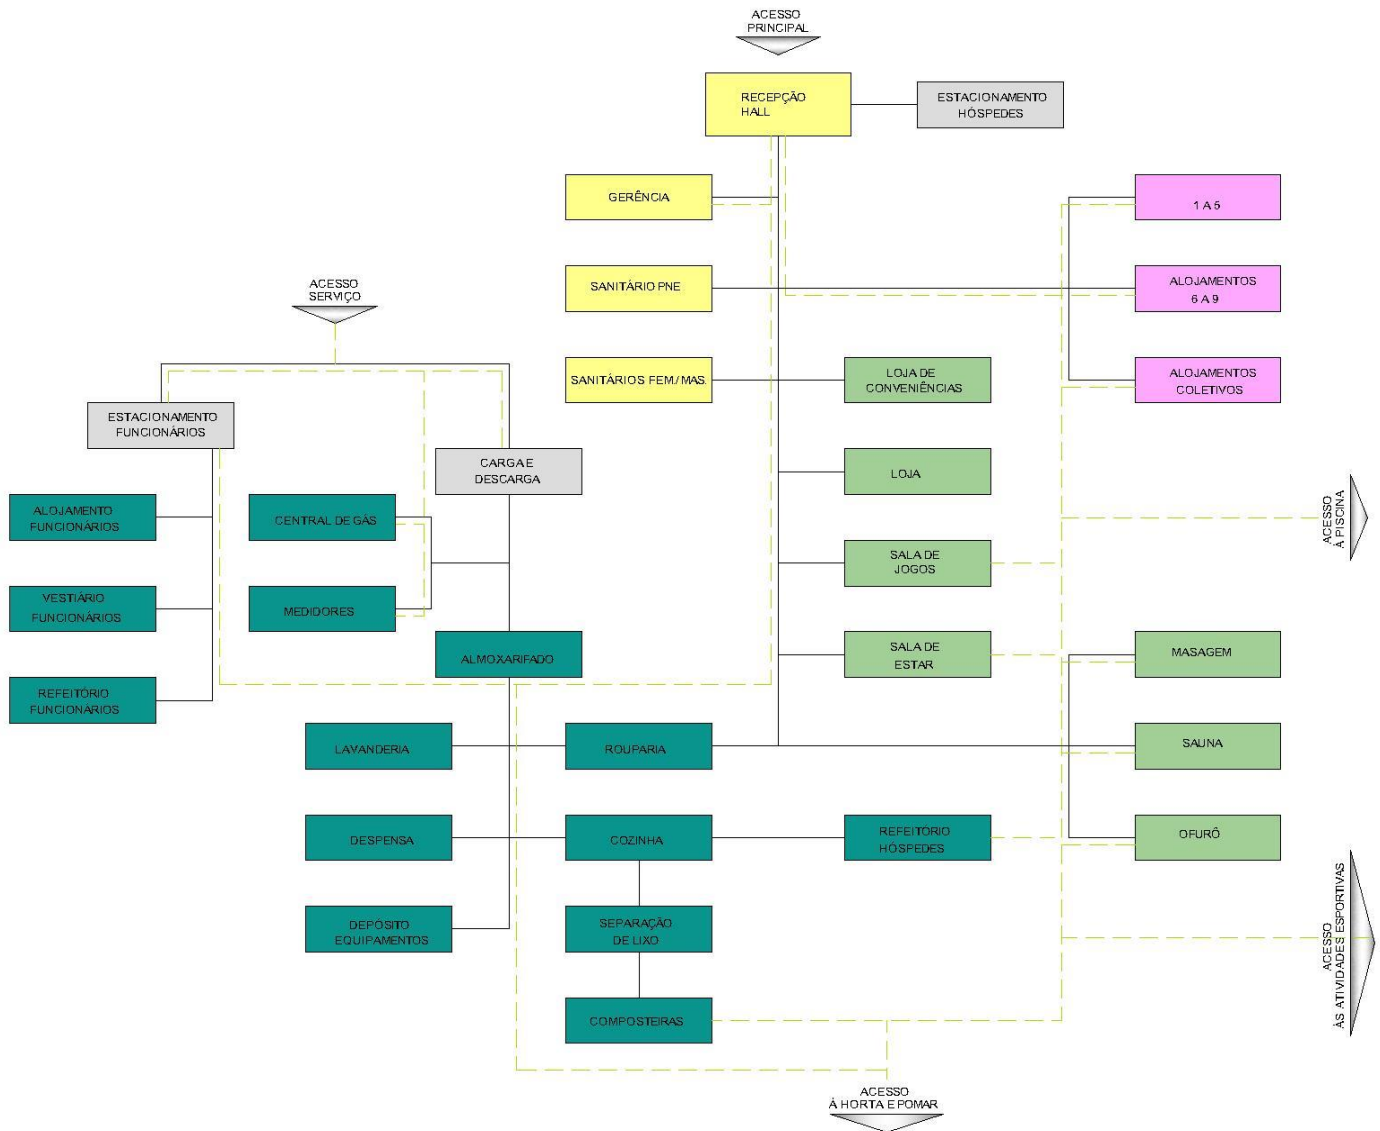 ACESSO
PRINCIPAL
RECEPÇÃO
HALL
ESTACIONAMENTO
HÓSPEDES
GERÊNCIA
1 A 5
SANITÁRIO PNE
ALOJAMENTOS
6 A 9
ACESSO
SERVIÇO
SANITÁRIOS FEM./MAS.
LOJA DE
CONVENIÊNCIAS
ALOJAMENTOS
COLETIVOS
ESTACIONAMENTO
FUNCIONÁRIOS
CARGA E
DESCARGA
LOJA
ALOJAMENTO
FUNCIONÁRIOS
CENTRAL DE GÁS
ACESSO
À PISCINA
SALA DE
JOGOS
VESTIÁRIO
FUNCIONÁRIOS
MEDIDORES
ALMOXARIFADO
SALA DE
ESTAR
MASAGEM
REFEITÓRIO
FUNCIONÁRIOS
LAVANDERIA
ROUPARIA
SAUNA
DESPENSA
COZINHA
REFEITÓRIO
HÓSPEDES
OFURÔ
DEPÓSITO
EQUIPAMENTOS
SEPARAÇÃO
DE LIXO
ACESSO
ÀS ATIVIDADES ESPORTIVAS
COMPOSTEIRAS
ACESSO
À HORTA E POMAR